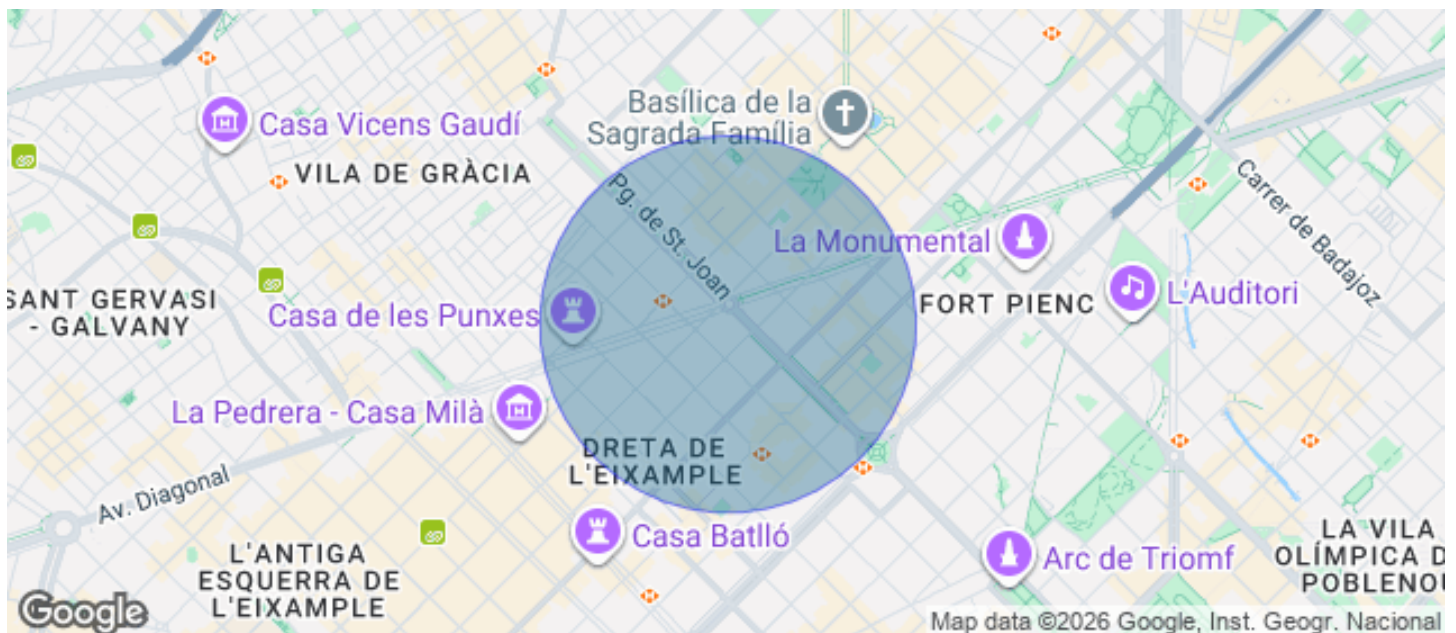 Basílica de la
Sagrada Família
Casa Vicens Gaudí
VILA DE GRÀCIA
Pg. de St. Joan
Carrer de Badajoz
La Monumental
L'Auditori
SANT GERVASI
- GALVANY
Casa de les Punxes
FORT PIENC
La Pedrera - Casa Milà
DRETA DE
L'EIXAMPLE
Av. Diagonal
Casa Batlló
L'ANTIGA
ESQUERRA DE
L'EIXAMPLE
Arc de Triomf
LA VILA
OLÍMPICA D
POBLENOU
Google
Map data ©2026 Google, Inst. Geogr. Nacional